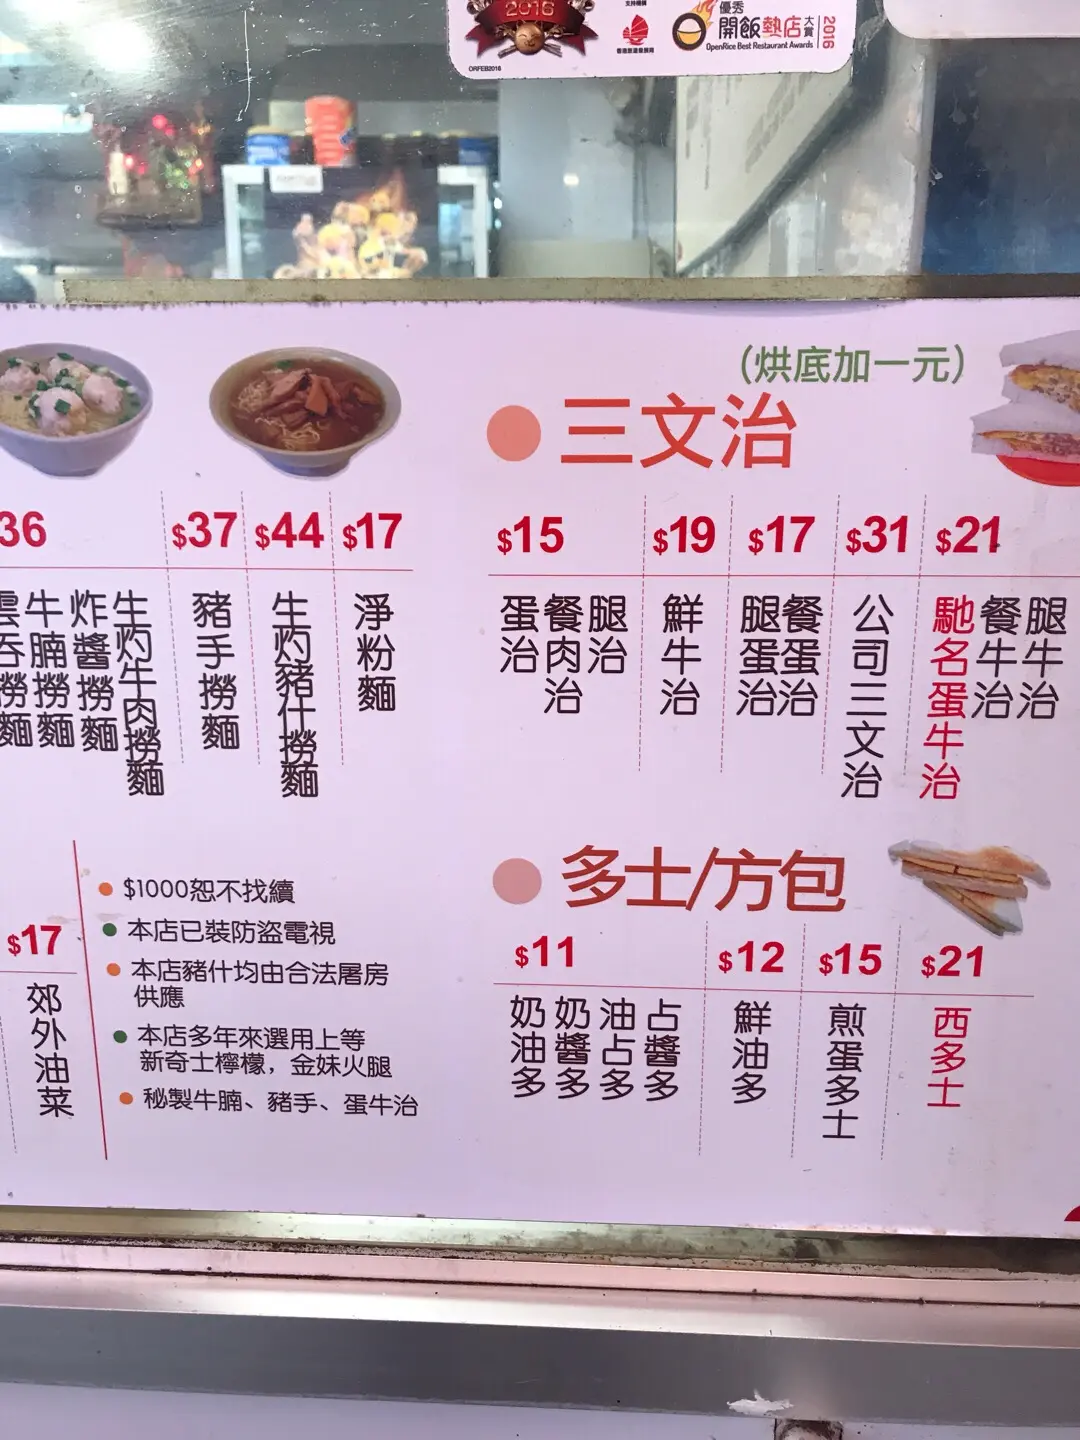 2016
ORFEB2016
優秀
開飯熱店
大賞
2016
OpenRice Best Restaurant Awards
36
$37
$44
$17
雲吞撈麵
牛腩撈麵
炸醬撈麵
生灼牛肉撈麵
豬手撈麵
生灼豬什撈麵
淨粉麵
(烘底加一元)
三文治
$15
$19
$17
$31
$21
蛋治
餐肉治
腿治
鮮牛治
腿蛋治
餐蛋治
公司三文治
馳名蛋牛治
餐牛治
腿牛治
$17
郊外油菜
$1000恕不找續
本店已裝防盜電視
本店豬什均由合法屠房
供應
本店多年來選用上等
新奇士檸檬，金妹火腿
秘製牛腩、豬手、蛋牛治
多士/方包
$11
$12
$15
$21
奶油多
奶醬多
油占多
占醬多
鮮油多
煎蛋多士
西多士